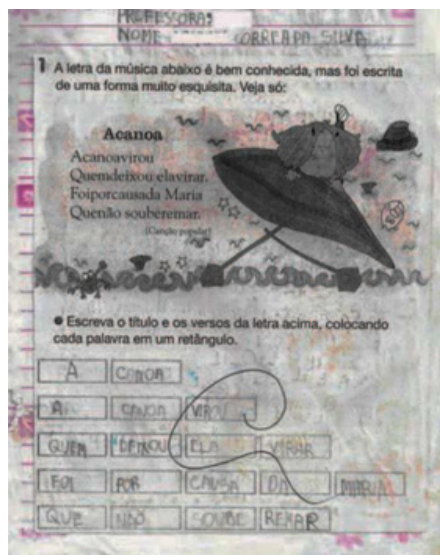 PROFESSORA:
NOME CORREA DA SILVA
1 A letra da música abaixo é bem conhecida, mas foi escrita
de uma forma muito esquisita. Veja só:
Acanoa
Acanoavirou
Quemdeixou elavirar.
Foiporcausada Maria
Quenão souberemar.
(Canção popular)
● Escreva o título e os versos da letra acima, colocando
cada palavra em um retângulo.
A CANOA
A CANOA VIROU
QUEM DEIXOU ELA VIRAR
FOI POR CAUSA DA MARIA
QUE NÃO SOUBE REMAR